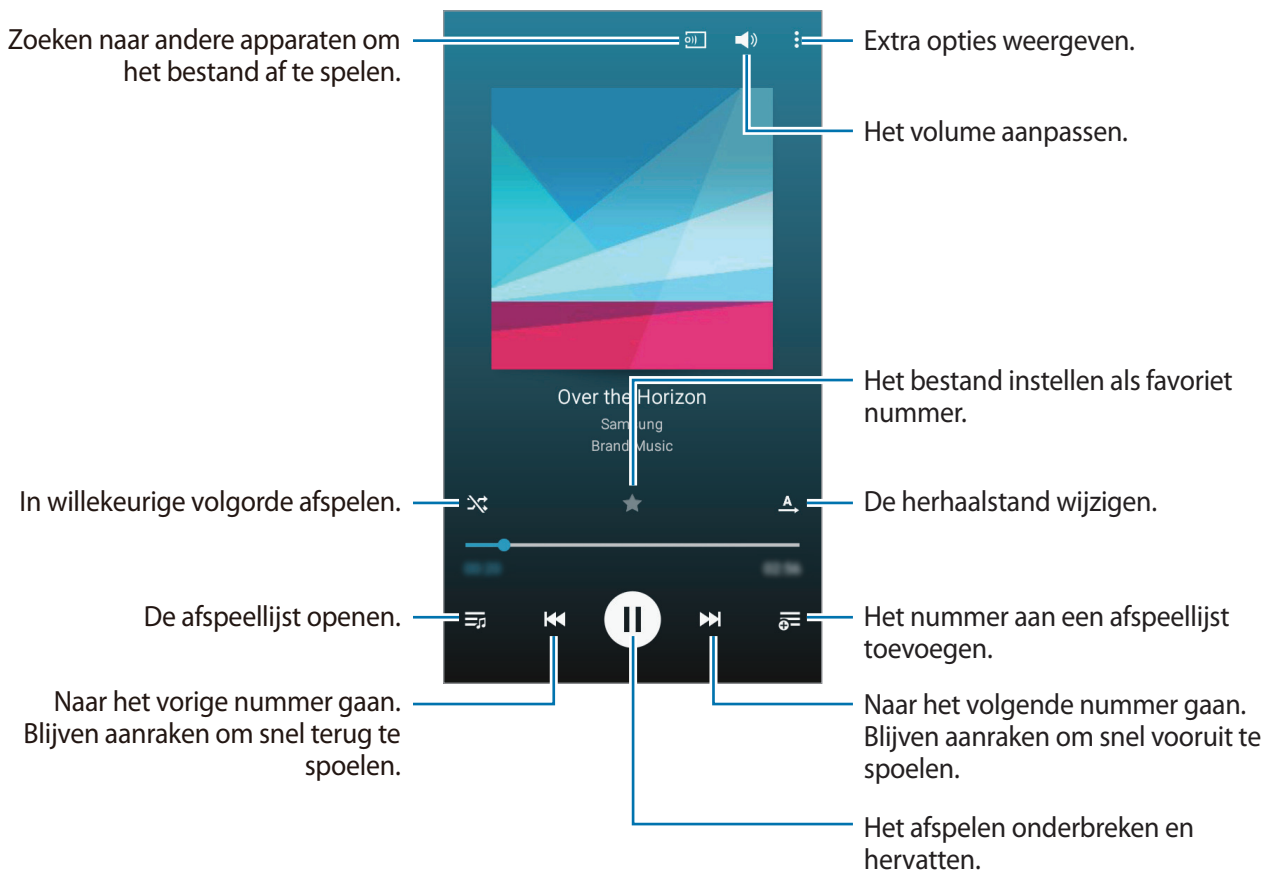 Zoeken naar andere apparaten om
het bestand af te spelen.
Extra opties weergeven.
Het volume aanpassen.
Over the Horizon
Samsung
Brand Music
Het bestand instellen als favoriet
nummer.
In willekeurige volgorde afspelen.
A
De herhaalstand wijzigen.
02:56
De afspeellijst openen.
Het nummer aan een afspeellijst
toevoegen.
Naar het vorige nummer gaan.
Blijven aanraken om snel terug te
spoelen.
Naar het volgende nummer gaan.
Blijven aanraken om snel vooruit te
spoelen.
Het afspelen onderbreken en
hervatten.